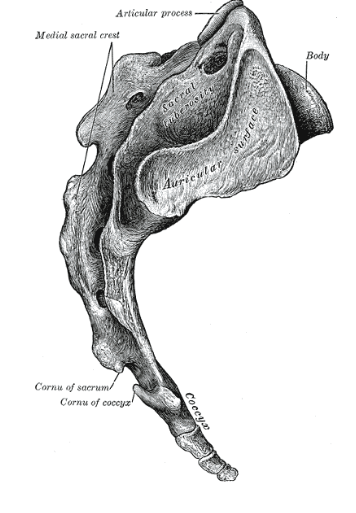 Articular process
Medial sacral crest
Body
Sacral
tuberosity
Auricular surface
Cornu of sacrum
Cornu of coccyx
Coccyx